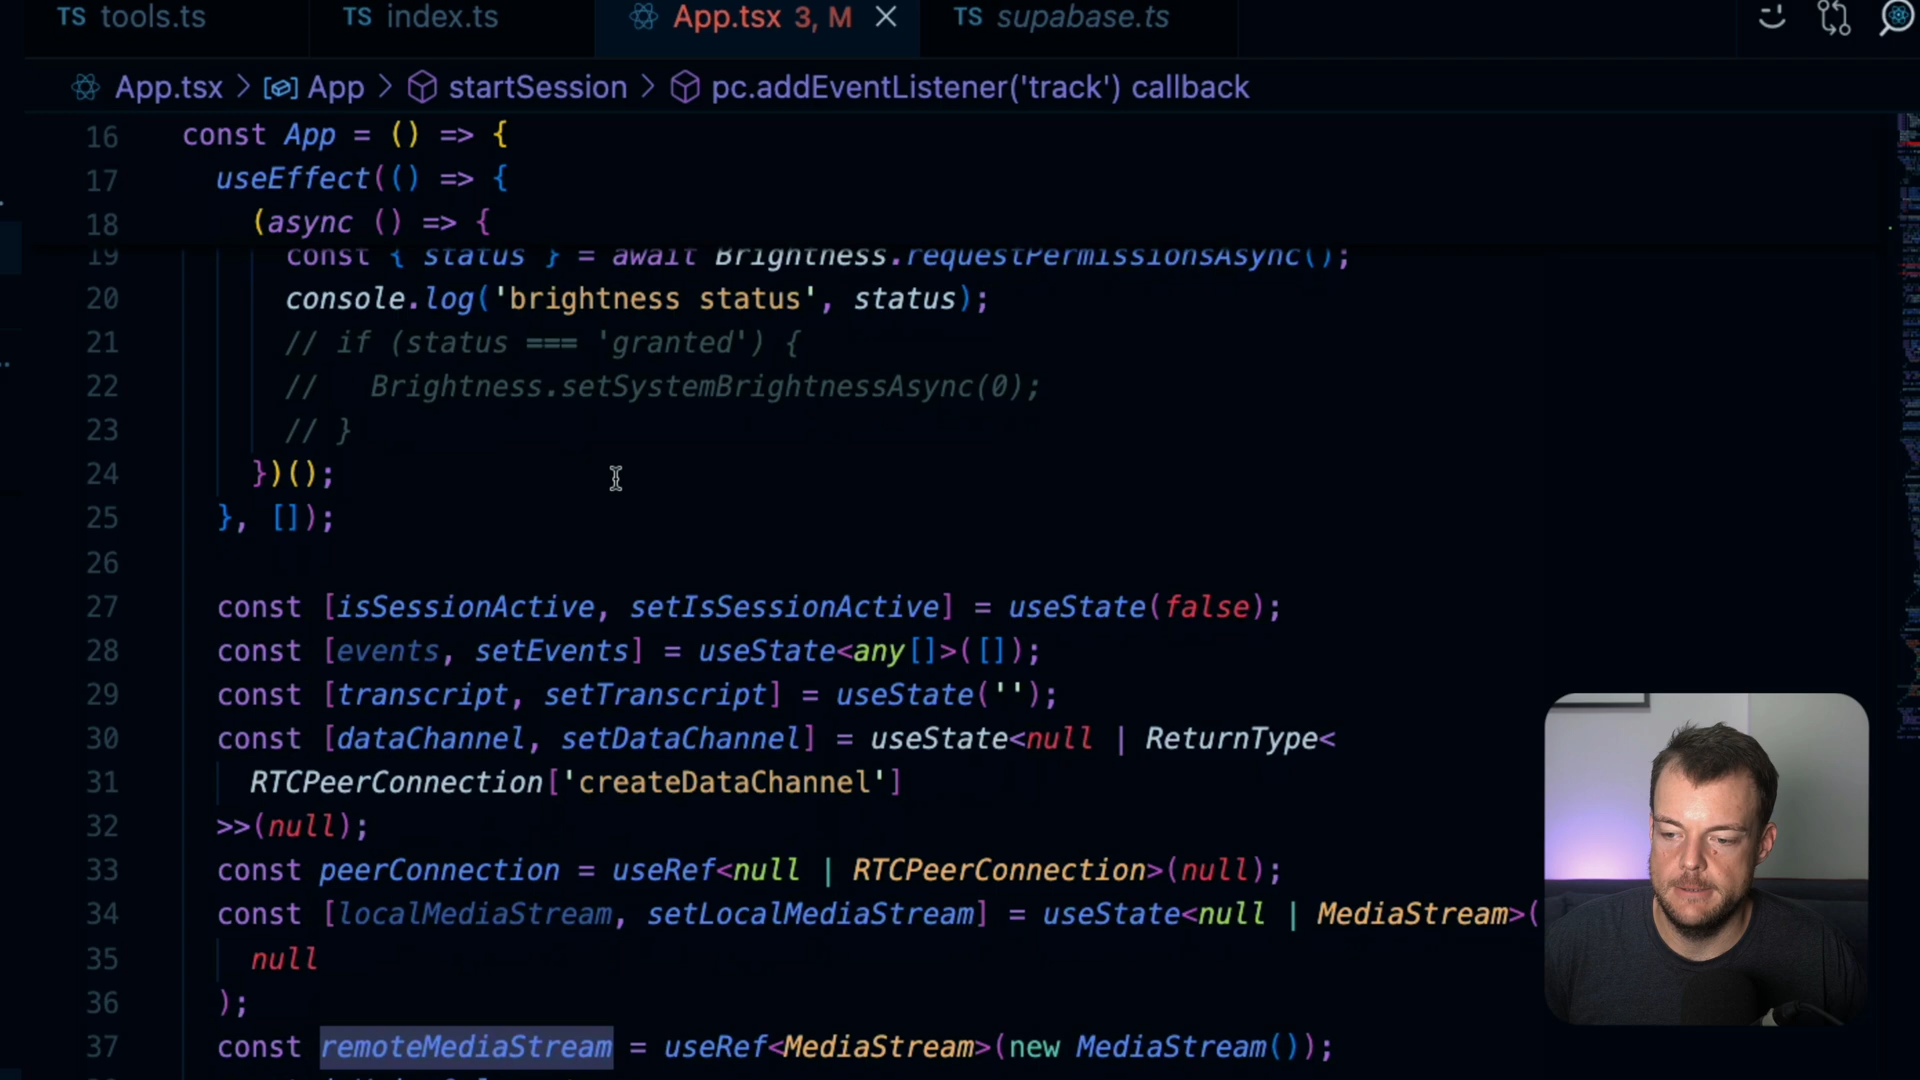 TS tools.ts TS index.ts App.tsx 3, M TS supabase.ts
App.tsx > App > startSession > pc.addEventListener('track') callback
16 const App = () => {
17 useEffect(() => {
18 (async () => {
19 const { status } = await Brightness.requestPermissionsAsync();
20 console.log('brightness status', status);
21 // if (status === 'granted') {
22 //   Brightness.setSystemBrightnessAsync(0);
23 // }
24 })();
25 }, []);
26
27 const [isSessionActive, setIsSessionActive] = useState(false);
28 const [events, setEvents] = useState<any[]>([]);
29 const [transcript, setTranscript] = useState('');
30 const [dataChannel, setDataChannel] = useState<null | ReturnType<
31 RTCPeerConnection['createDataChannel']
32 >>(null);
33 const peerConnection = useRef<null | RTCPeerConnection>(null);
34 const [localMediaStream, setLocalMediaStream] = useState<null | MediaStream>(
35 null
36 );
37 const remoteMediaStream = useRef<MediaStream>(new MediaStream());